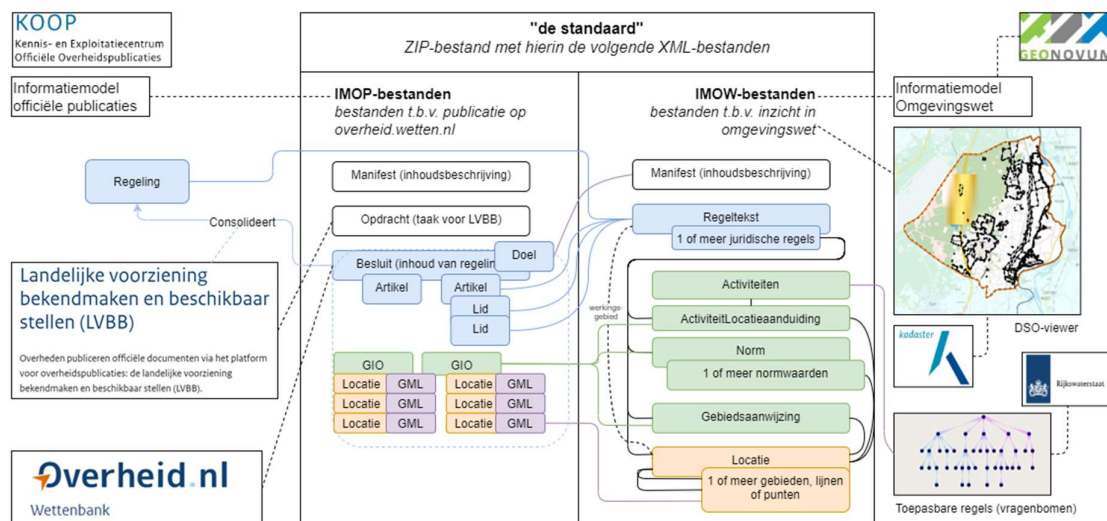 KOOP
Kennis- en Exploitatiecentrum
Officiële Overheidspublicaties
Informatiemodel
officiële publicaties
"de standaard"
ZIP-bestand met hierin de volgende XML-bestanden
IMOP-bestanden
bestanden t.b.v. publicatie op
overheid.wetten.nl
IMOW-bestanden
bestanden t.b.v. inzicht in
omgevingswet
GEONOVUM
Informatiemodel
Omgevingswet
Regeling
Consolideert
Manifest (inhoudsbeschrijving)
Opdracht (taak voor LVBB)
Besluit (inhoud van regelin
Doel
Artikel
Artikel
Lid
Lid
GIO
GIO
Locatie GML Locatie GML
Locatie GML Locatie GML
Locatie GML Locatie GML
Manifest (inhoudsbeschrijving)
Regeltekst
1 of meer juridische regels
werkings-
gebied
Activiteiten
ActiviteitLocatieaanduiding
Norm
1 of meer normwaarden
Gebiedsaanwijzing
Locatie
1 of meer gebieden, lijnen
of punten
Landelijke voorziening
bekendmaken en beschikbaar
stellen (LVBB)
Overheden publiceren officiële documenten via het platform
voor overheidspublicaties: de landelijke voorziening
bekendmaken en beschikbaar stellen (LVBB).
Overheid.nl
Wettenbank
DSO-viewer
kadaster
Rijkswaterstaat
Toepasbare regels (vragenbomen)